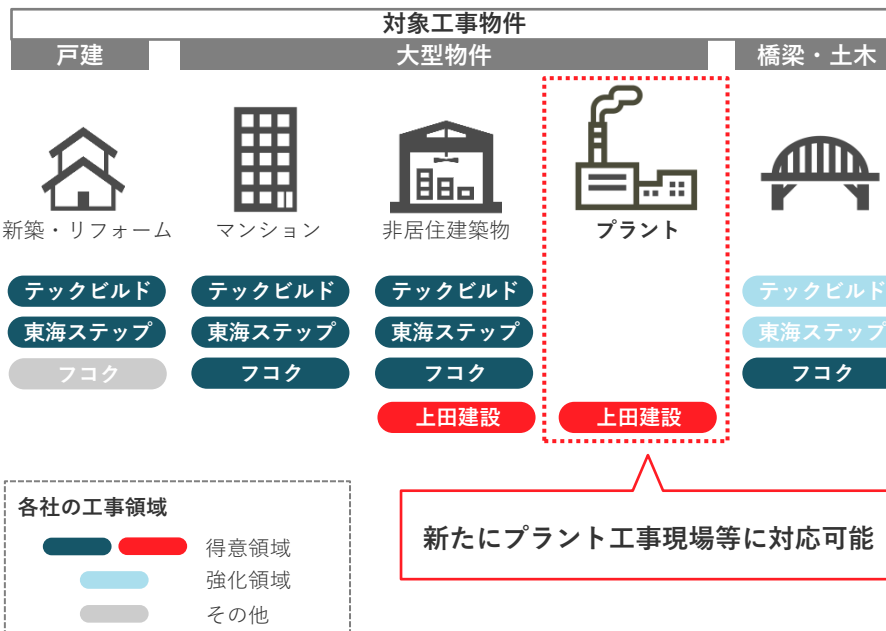 対象工事物件
戸建
大型物件
橋梁・土木
新築・リフォーム
マンション
非居住建築物
プラント
テックビルド
テックビルド
テックビルド
テックビルド
東海ステップ
東海ステップ
東海ステップ
東海ステップ
フコク
フコク
フコク
フコク
上田建設
上田建設
各社の工事領域
得意領域
強化領域
その他
新たにプラント工事現場等に対応可能